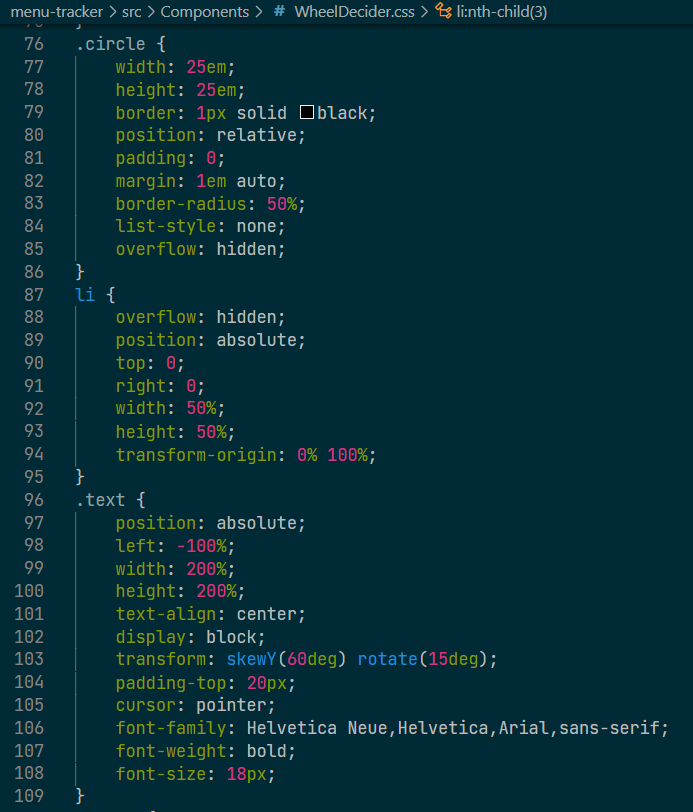 menu-tracker > src > Components > # WheelDecider.css > li:nth-child(3)
76 .circle {
77 width: 25em;
78 height: 25em;
79 border: 1px solid black;
80 position: relative;
81 padding: 0;
82 margin: 1em auto;
83 border-radius: 50%;
84 list-style: none;
85 overflow: hidden;
86 }
87 li {
88 overflow: hidden;
89 position: absolute;
90 top: 0;
91 right: 0;
92 width: 50%;
93 height: 50%;
94 transform-origin: 0% 100%;
95 }
96 .text {
97 position: absolute;
98 left: -100%;
99 width: 200%;
100 height: 200%;
101 text-align: center;
102 display: block;
103 transform: skewY(60deg) rotate(15deg);
104 padding-top: 20px;
105 cursor: pointer;
106 font-family: Helvetica Neue,Helvetica,Arial,sans-serif;
107 font-weight: bold;
108 font-size: 18px;
109 }